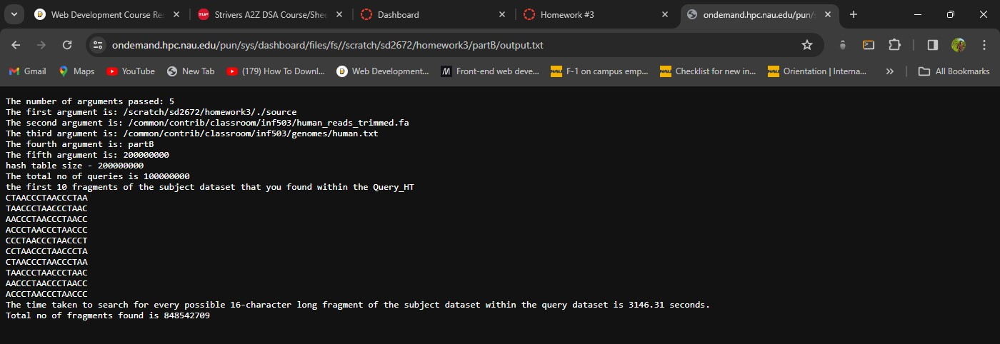 Web Development Course Res
Strivers A2Z DSA Course/Shee
Dashboard
Homework #3
ondemand.hpc.nau.edu/pun/s
ondemand.hpc.nau.edu/pun/sys/dashboard/files/fs//scratch/sd2672/homework3/partB/output.txt
Gmail
Maps
YouTube
New Tab
(179) How To Downl...
Web Development...
Front-end web deve...
F-1 on campus emp...
Checklist for new in...
Orientation | Interna...
All Bookmarks
The number of arguments passed: 5
The first argument is: /scratch/sd2672/homework3/./source
The second argument is: /common/contrib/classroom/inf503/human_reads_trimmed.fa
The third argument is: /common/contrib/classroom/inf503/genomes/human.txt
The fourth argument is: partB
The fifth argument is: 200000000
hash table size - 200000000
The total no of queries is 100000000
the first 10 fragments of the subject dataset that you found within the Query_HT
CTAACCCTAACCCTAA
TAACCCTAACCCTAAC
AACCCTAACCCTAACC
ACCCTAACCCTAACCC
CCCTAACCCTAACCCT
CCTAACCCTAACCCTA
CTAACCCTAACCCTAA
TAACCCTAACCCTAAC
AACCCTAACCCTAACC
ACCCTAACCCTAACCC
The time taken to search for every possible 16-character long fragment of the subject dataset within the query dataset is 3146.31 seconds.
Total no of fragments found is 848542709